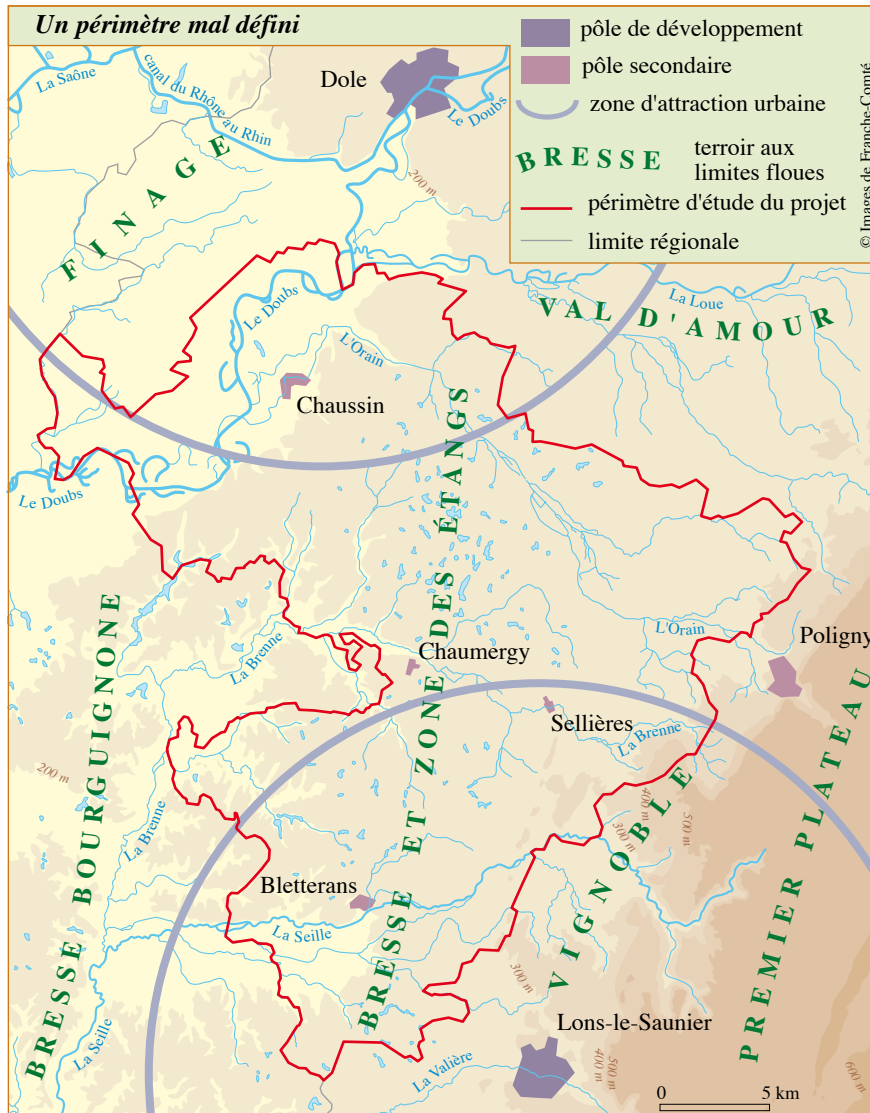 Un périmètre mal défini
pôle de développement
pôle secondaire
zone d'attraction urbaine
BRESSE
terroir aux
limites floues
périmètre d'étude du projet
limite régionale
© Images de Franche-Comté
La Saône
canal du Rhône au Rhin
Dole
Le Doubs
200 m
FINAGE
Le Doubs
La Loue
VAL D'AMOUR
L'Orain
Chaussin
Le Doubs
BRESSE ET ZONE DES ÉTANGS
BRESSE BOURGUIGNONE
L'Orain
Poligny
Chaumergy
La Brenne
Sellières
La Brenne
200 m
La Brenne
VIGNOBLE
400 m
300 m
500 m
PREMIER PLATEAU
Bletterans
La Seille
300 m
Lons-le-Saunier
La Seille
La Valière
500 m
400 m
600 m
0
5 km